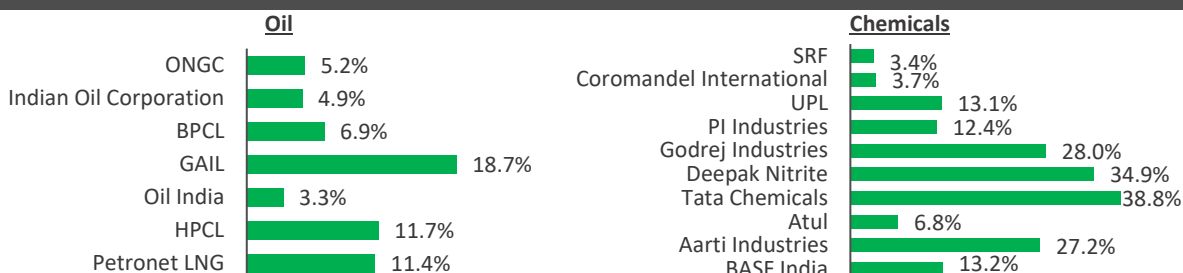 Oil
ONGC 5.2%
Indian Oil Corporation 4.9%
BPCL 6.9%
GAIL 18.7%
Oil India 3.3%
HPCL 11.7%
Petronet LNG 11.4%
Chemicals
SRF 3.4%
Coromandel International 3.7%
UPL 13.1%
PI Industries 12.4%
Godrej Industries 28.0%
Deepak Nitrite 34.9%
Tata Chemicals 38.8%
Atul 6.8%
Aarti Industries 27.2%
BASF India 13.2%